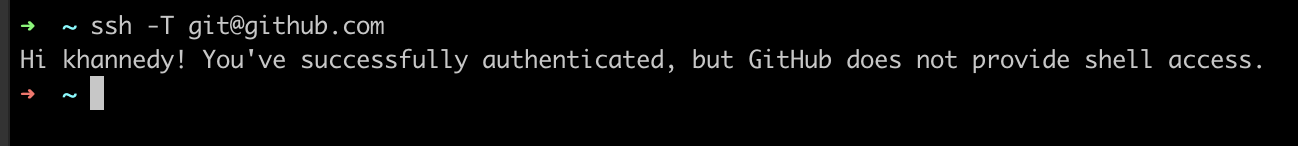 ➜ ~ ssh -T git@github.com
Hi khannedy! You've successfully authenticated, but GitHub does not provide shell access.
➜ ~